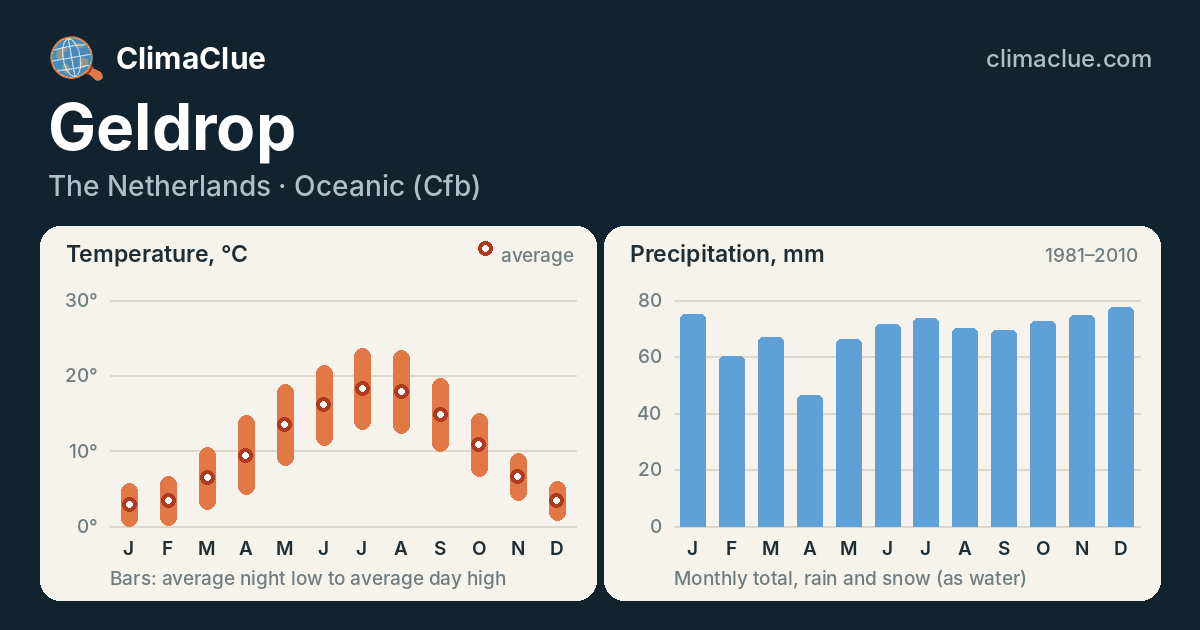 ClimaClue
climaclue.com
Geldrop
The Netherlands · Oceanic (Cfb)
Temperature, °C
average
30°
20°
10°
0°
J F M A M J J A S O N D
Bars: average night low to average day high
Precipitation, mm
1981–2010
80
60
40
20
0
J F M A M J J A S O N D
Monthly total, rain and snow (as water)